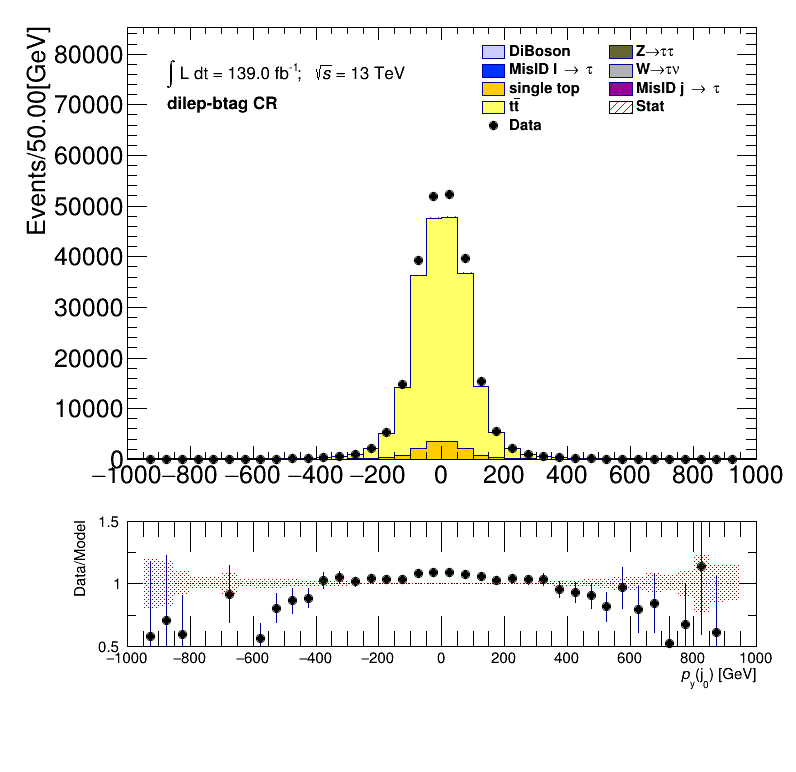 Events/50.00[GeV]
80000
70000
60000
50000
40000
30000
20000
10000
0
∫ L dt = 139.0 fb⁻¹; √s = 13 TeV
dilep-btag CR
DiBoson
MisID l → τ
single top
tt̄
Data
Z→ττ
W→τν
MisID j → τ
Stat
−1000 −800 −600 −400 −200 0 200 400 600 800 1000
Data/Model
1.5
1
0.5
−1000 −800 −600 −400 −200 0 200 400 600 800 1000
p_y(j_0) [GeV]